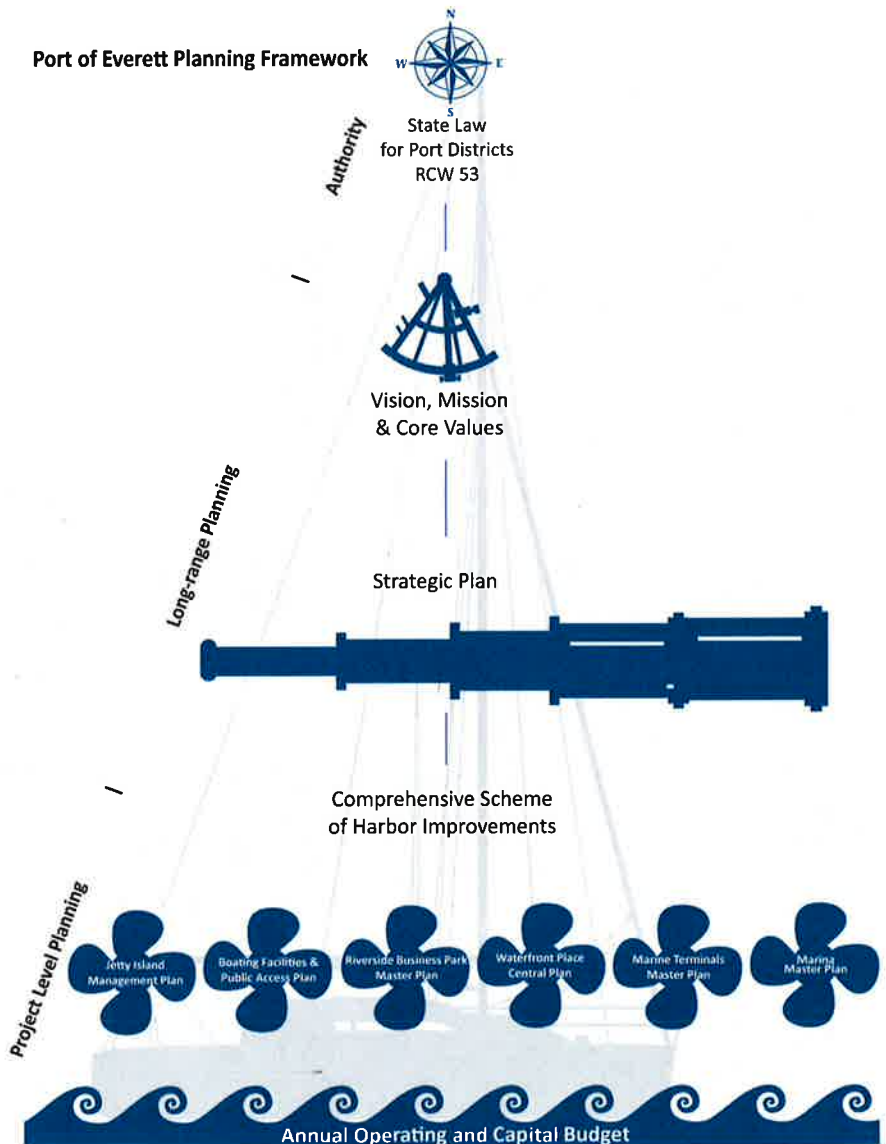 Port of Everett Planning Framework
N
W
E
S
Authority
State Law
for Port Districts
RCW 53
Vision, Mission
& Core Values
Long-range Planning
Strategic Plan
Comprehensive Scheme
of Harbor Improvements
Project Level Planning
Jetty Island
Management Plan
Boating Facilities &
Public Access Plan
Riverside Business Park
Master Plan
Waterfront Place
Central Plan
Marine Terminals
Master Plan
Marina
Master Plan
Annual Operating and Capital Budget